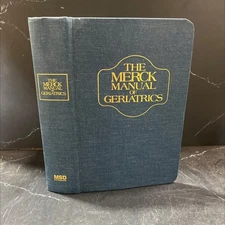 THE
MERCK
MANUAL
OF
GERIATRICS
MSD
THE
MERCK
MANUAL
OF
GERIATRICS